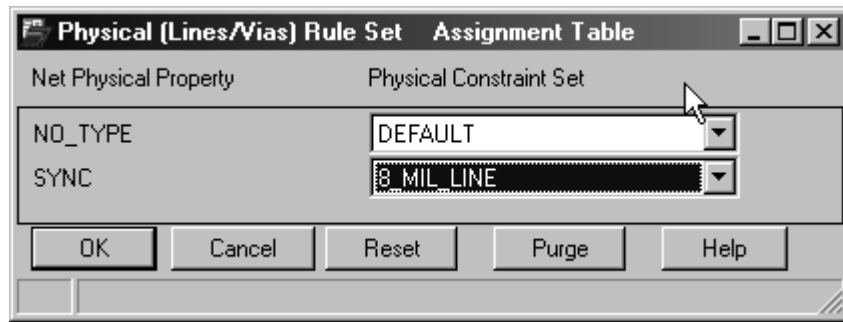 Physical (Lines/Vias) Rule Set Assignment Table
Net Physical Property Physical Constraint Set
NO_TYPE DEFAULT
SYNC 8_MIL_LINE
OK Cancel Reset Purge Help